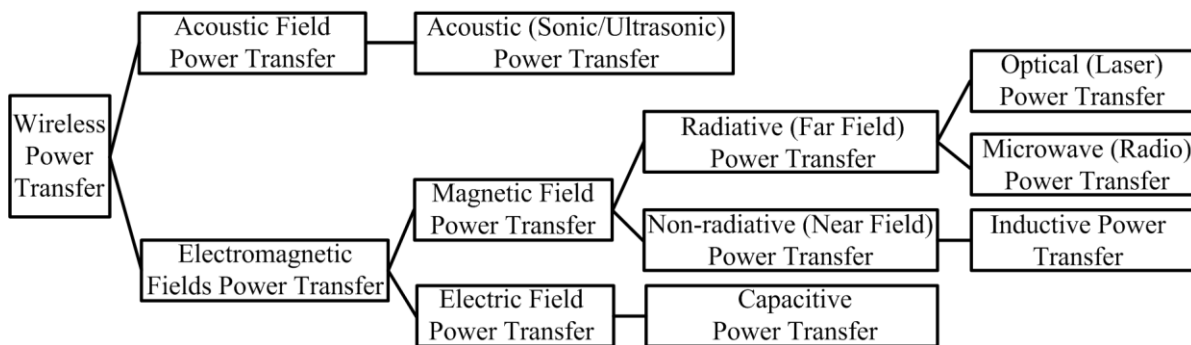 Wireless
Power
Transfer
Acoustic Field
Power Transfer
Acoustic (Sonic/Ultrasonic)
Power Transfer
Electromagnetic
Fields Power Transfer
Magnetic Field
Power Transfer
Radiative (Far Field)
Power Transfer
Optical (Laser)
Power Transfer
Microwave (Radio)
Power Transfer
Non-radiative (Near Field)
Power Transfer
Inductive Power
Transfer
Electric Field
Power Transfer
Capacitive
Power Transfer